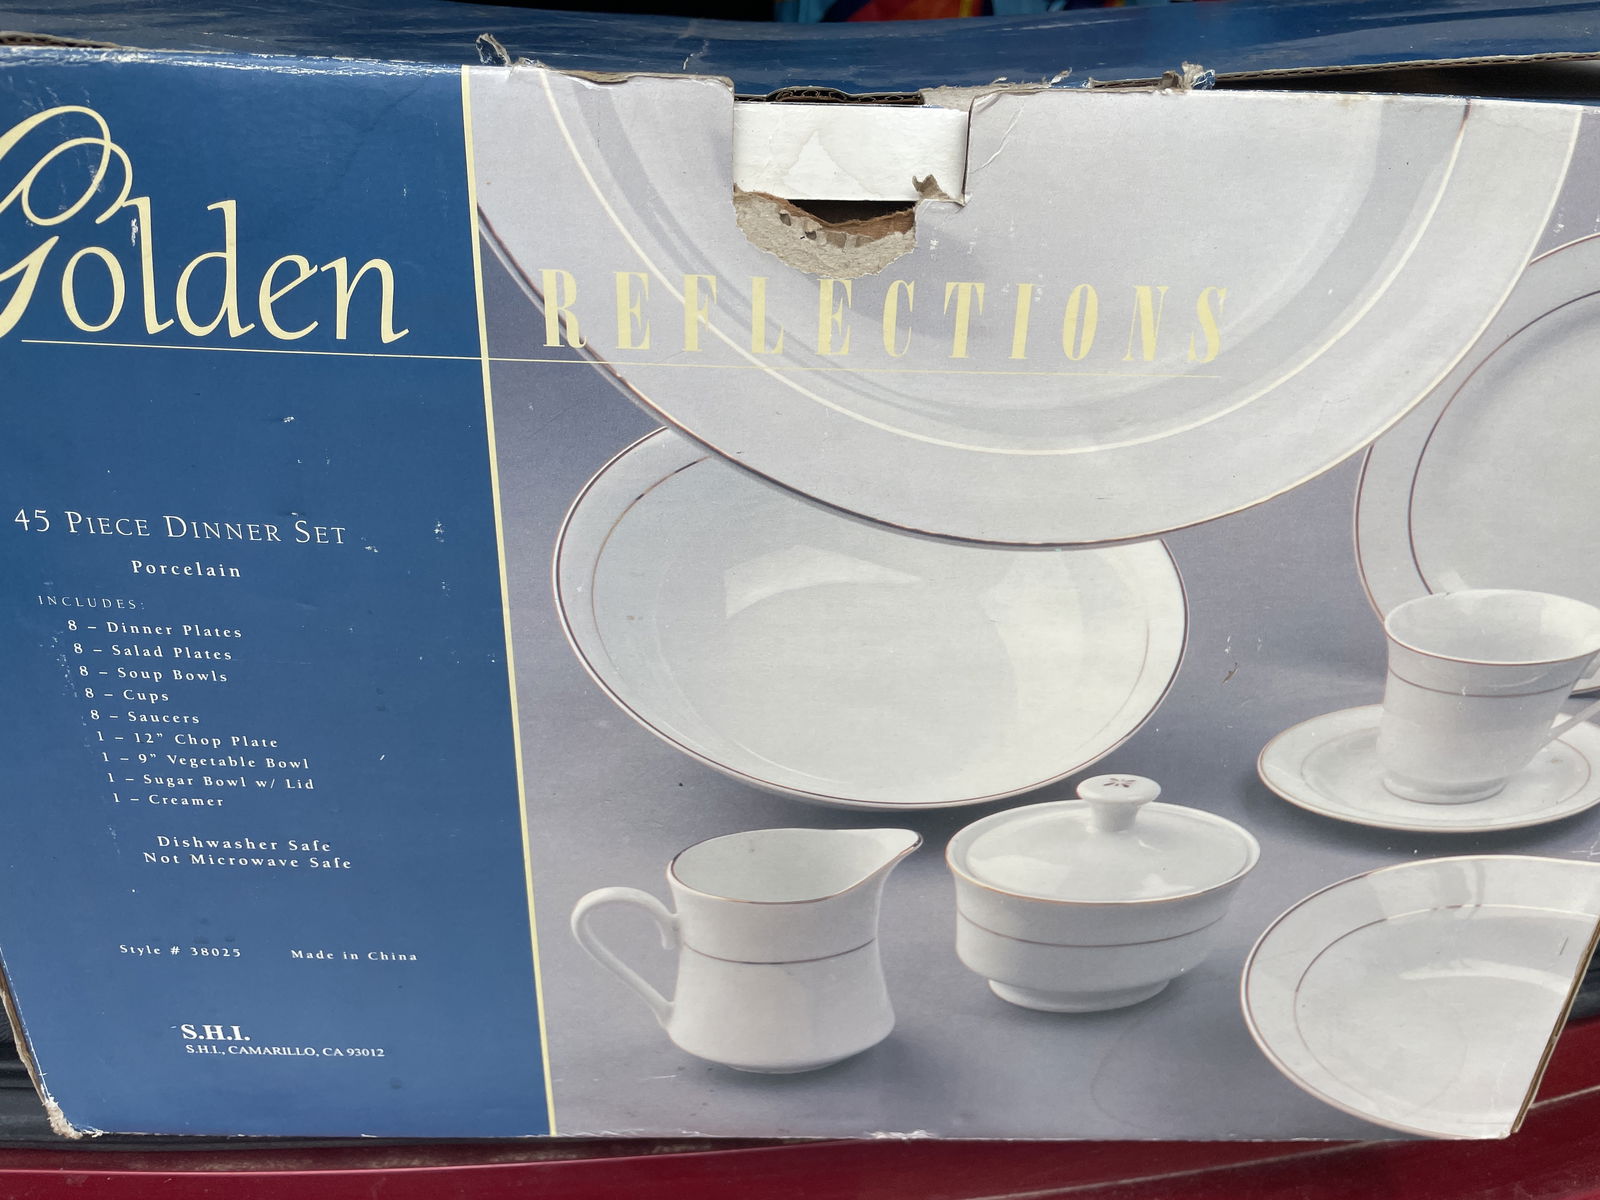 Golden REFLECTIONS
45 PIECE DINNER SET
Porcelain
INCLUDES:
8 – Dinner Plates
8 – Salad Plates
8 – Soup Bowls
8 – Cups
8 – Saucers
1 – 12" Chop Plate
1 – 9" Vegetable Bowl
1 – Sugar Bowl w/ Lid
1 – Creamer
Dishwasher Safe
Not Microwave Safe
Style # 38025 Made in China
S.H.I.
S.H.I., CAMARILLO, CA 93012